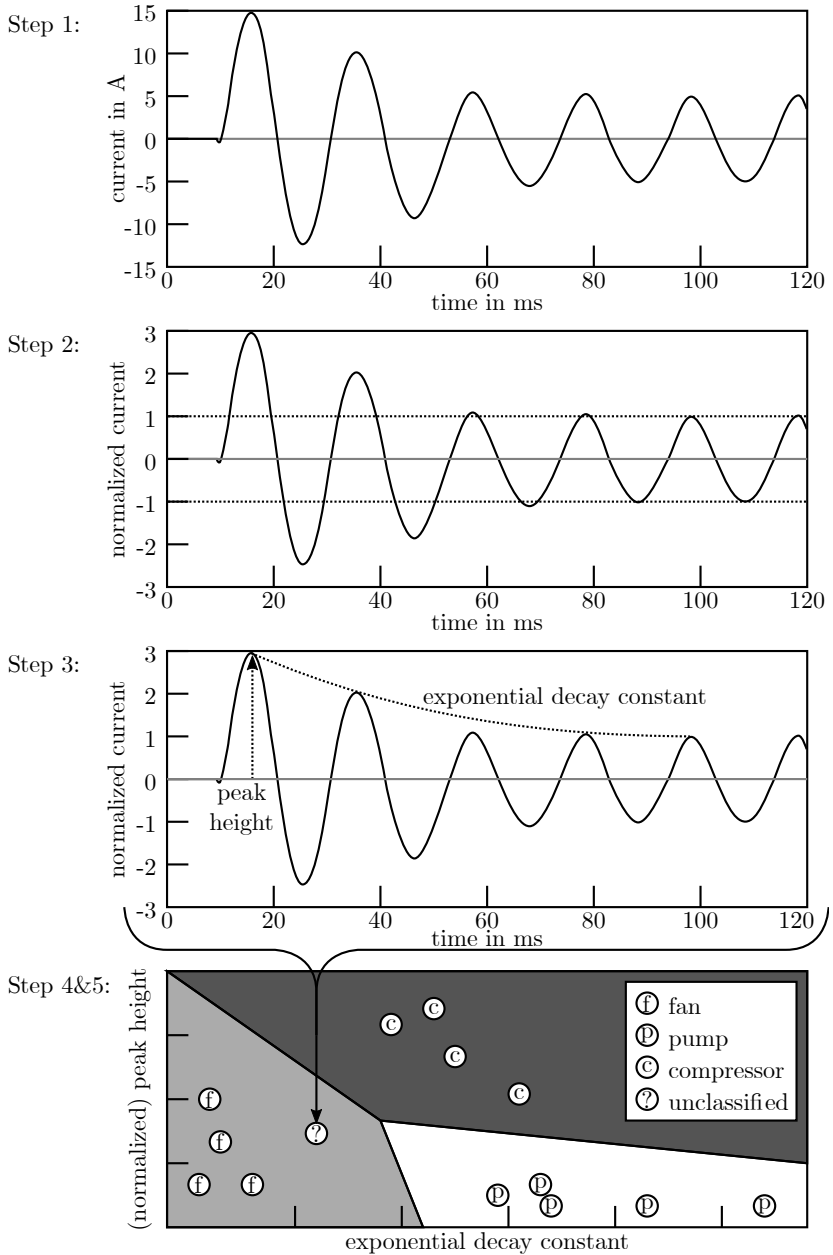 Step 1:
current in A
15
10
5
0
-5
-10
-15
0 20 40 60 80 100 120
time in ms
Step 2:
normalized current
3
2
1
0
-1
-2
-3
0 20 40 60 80 100 120
time in ms
Step 3:
normalized current
3
2
1
0
-1
-2
-3
exponential decay constant
peak
height
0 20 40 60 80 100 120
time in ms
Step 4&5:
(normalized) peak height
f fan
p pump
c compressor
? unclassified
c
c
c
c
f
f
f
f
?
p
p
p
p
p
exponential decay constant